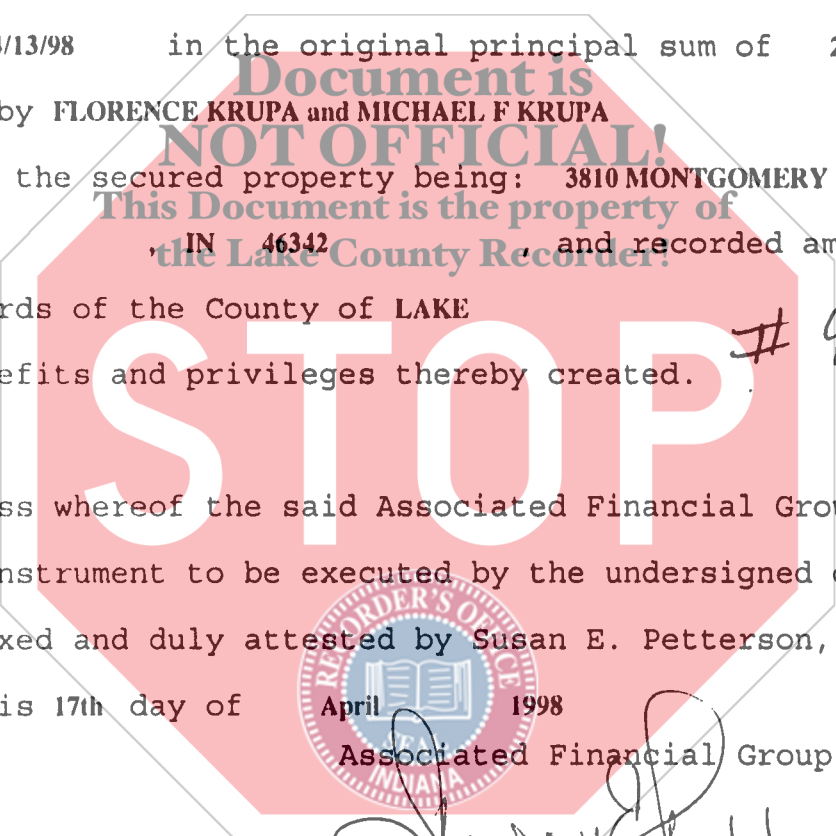 /13/98 in the original principal sum of 2
Document is
by FLORENCE KRUPA and MICHAEL F KRUPA
NOT OFFICIAL!
the secured property being: 3810 MONTGOMERY
This Document is the property of
, IN 46342 , and recorded am
the Lake County Recorder!
rds of the County of LAKE
#
efits and privileges thereby created.
STOP
ss whereof the said Associated Financial Grou
nstrument to be executed by the undersigned o
xed and duly attested by Susan E. Petterson,
is 17th day of April 1998
RECORDER'S OFFICE
SEAL
INDIANA
Associated Financial Group